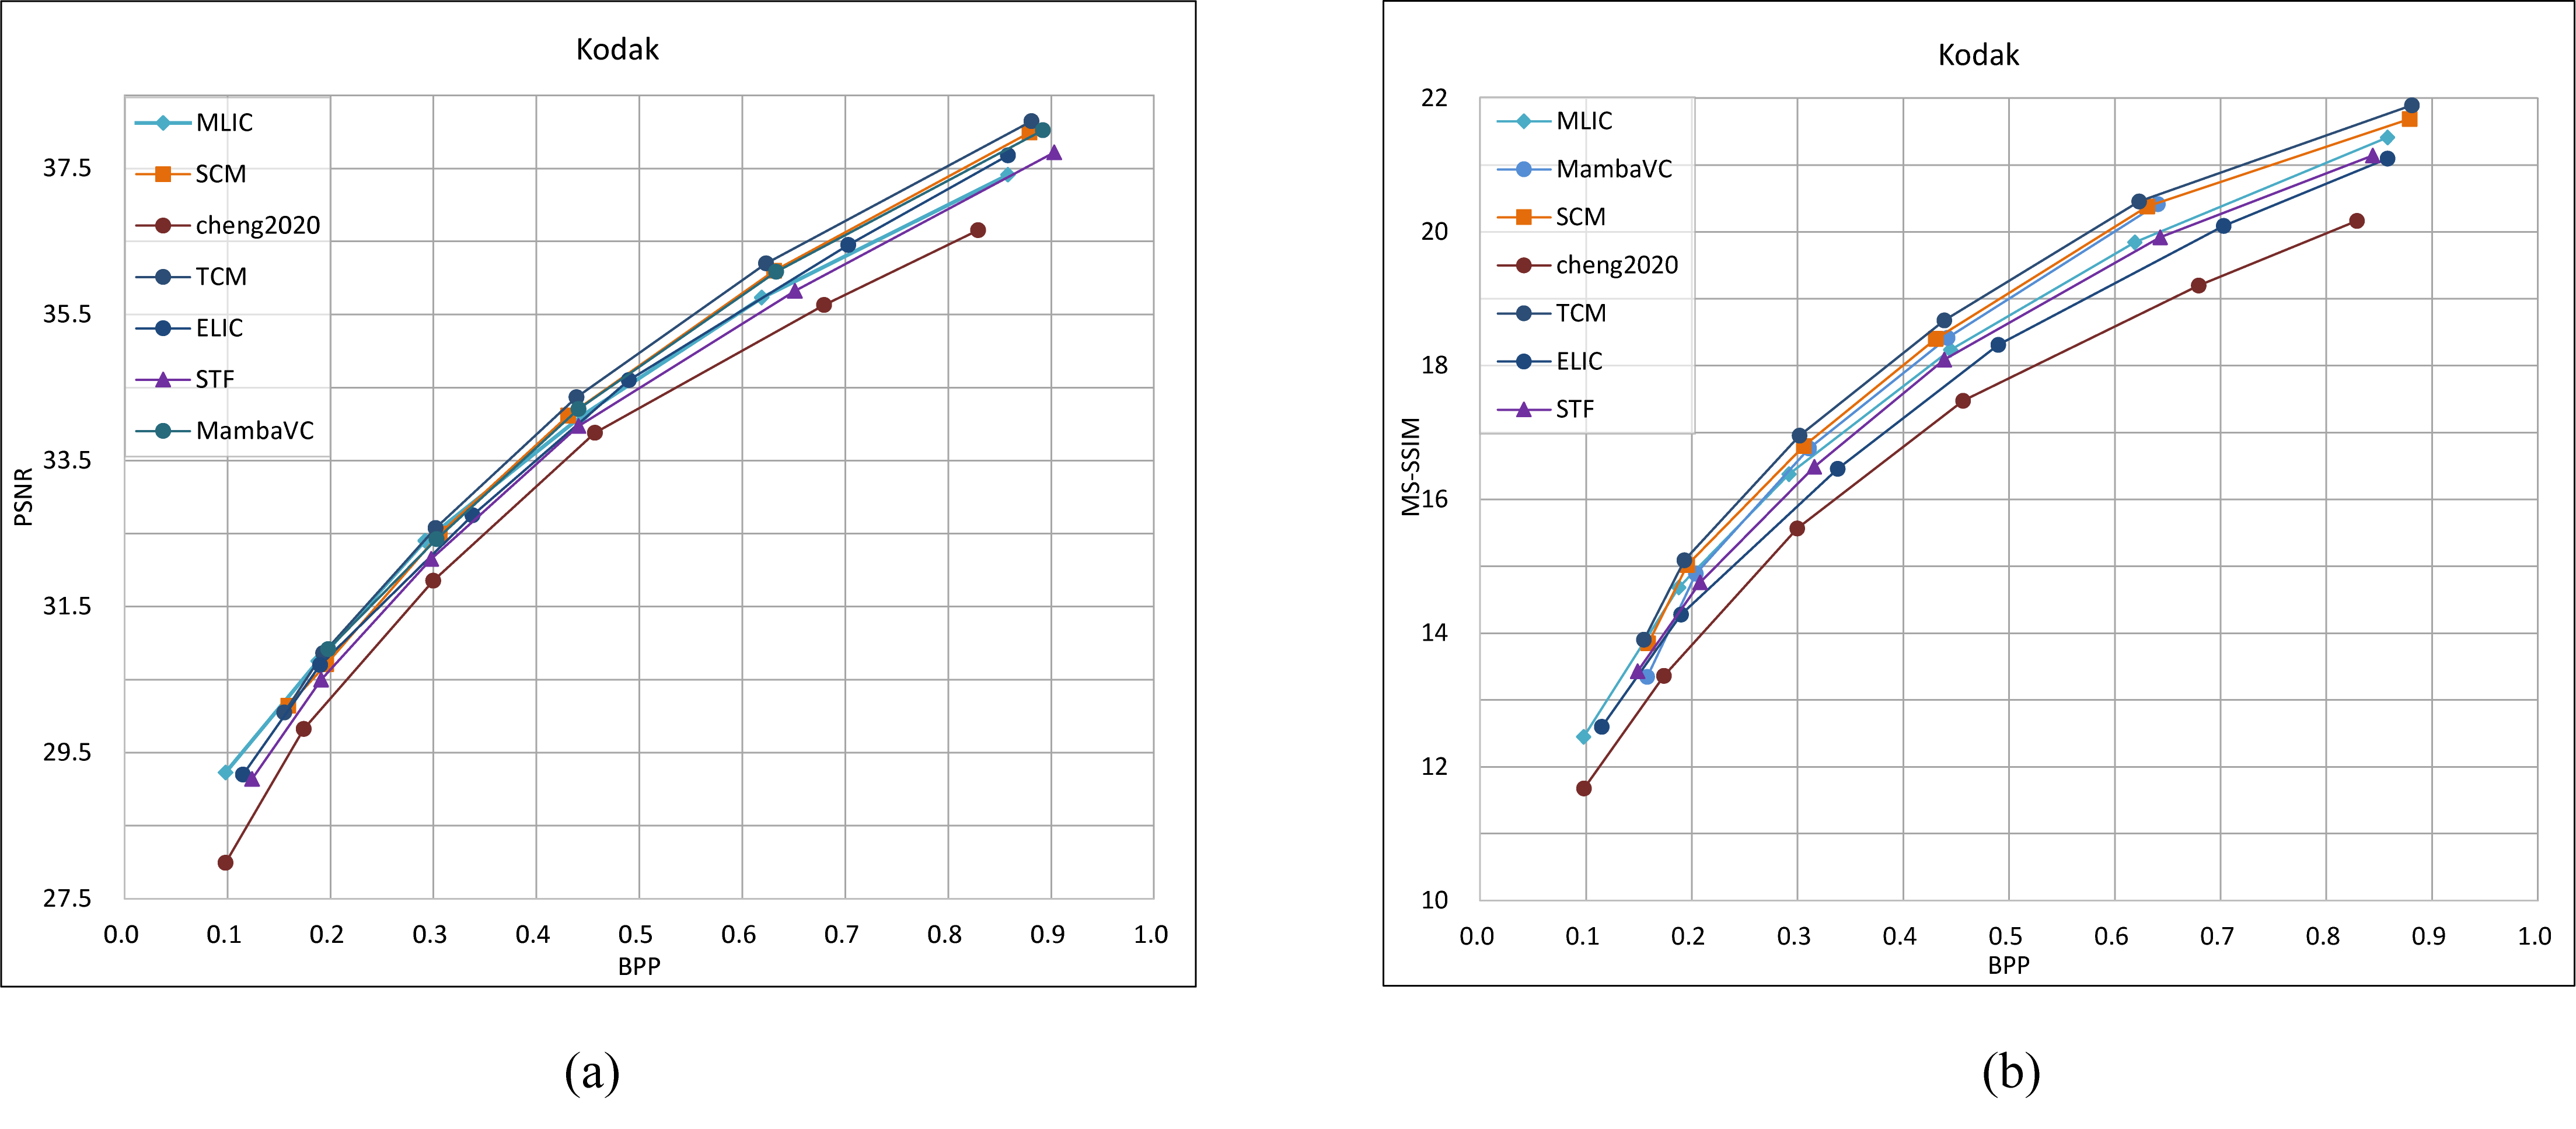 Kodak
MLIC
SCM
cheng2020
TCM
ELIC
STF
MambaVC
37.5
35.5
33.5
31.5
29.5
27.5
PSNR
0.0 0.1 0.2 0.3 0.4 0.5 0.6 0.7 0.8 0.9 1.0
BPP
(a)
Kodak
MLIC
MambaVC
SCM
cheng2020
TCM
ELIC
STF
22
20
18
16
14
12
10
MS-SSIM
0.0 0.1 0.2 0.3 0.4 0.5 0.6 0.7 0.8 0.9 1.0
BPP
(b)